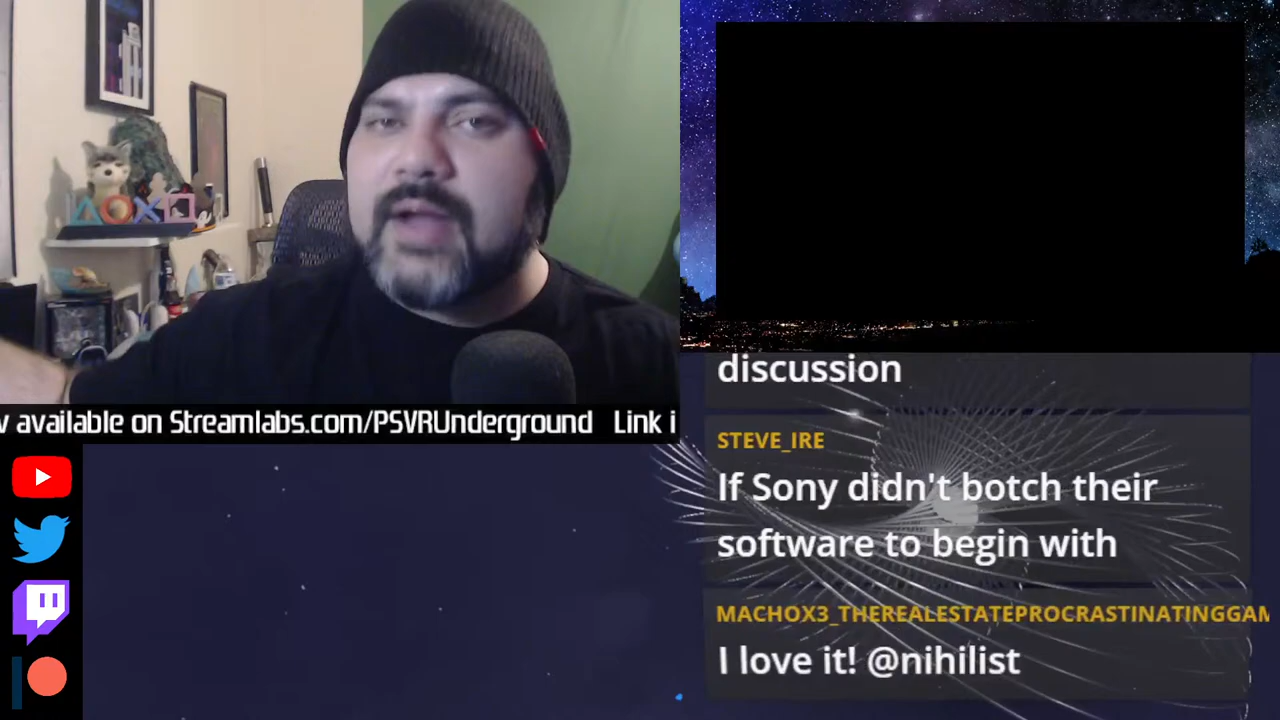 v available on Streamlabs.com/PSVRUnderground Link i
discussion
STEVE_IRE
If Sony didn't botch their
software to begin with
MACHOX3_THEREALESTATEPROCRASTINATINGGAM
I love it! @nihilist